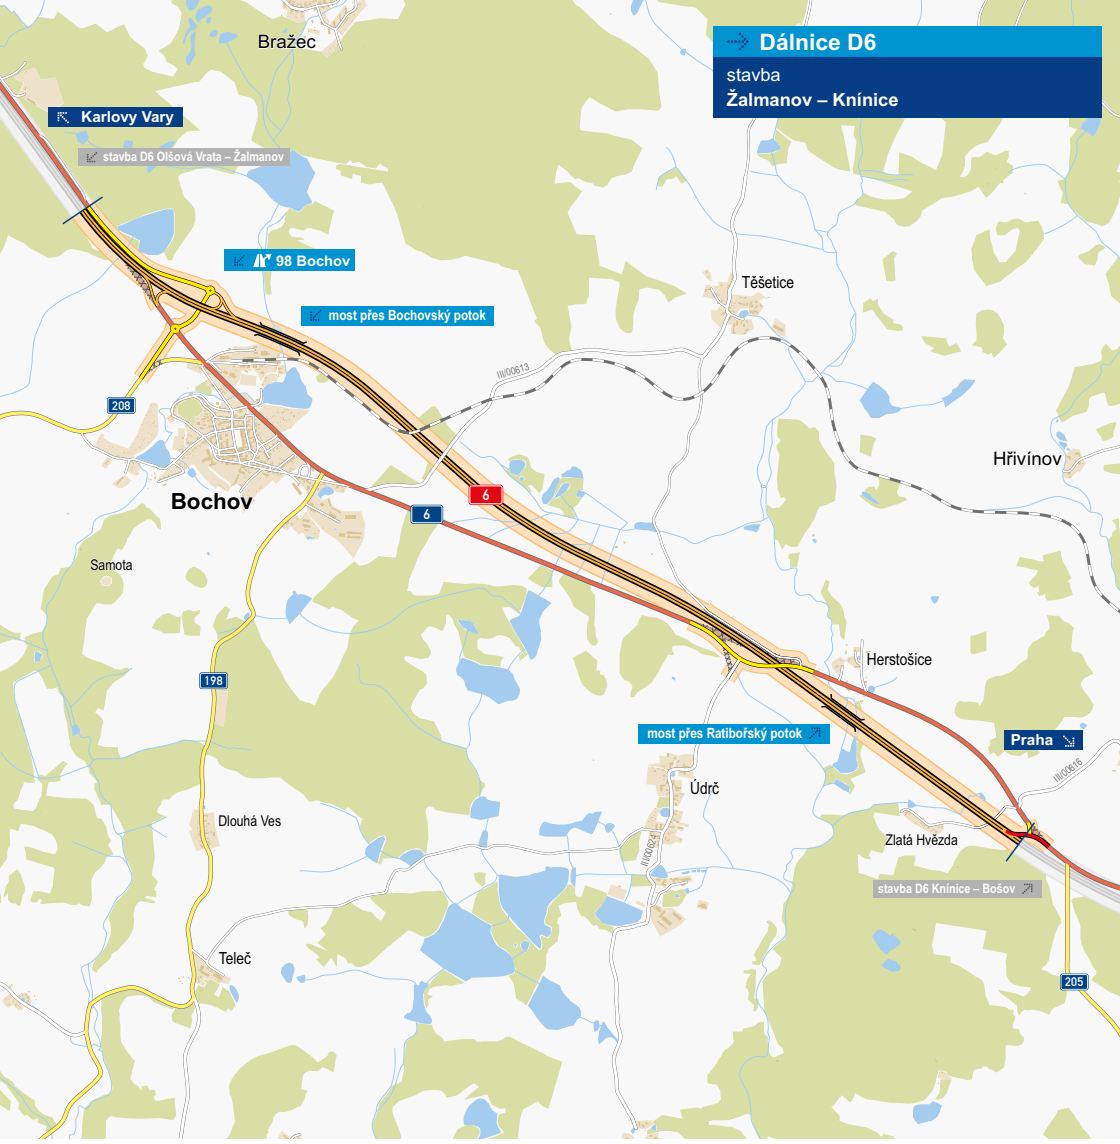 Bražec
Dálnice D6
stavba
Žalmanov – Knínice
Karlovy Vary
stavba D6 Olšová Vrata – Žalmanov
98 Bochov
Těšetice
most přes Bochovský potok
III/00613
208
Hřivínov
Bochov
6
6
Samota
Herstošice
198
most přes Ratibořský potok
Praha
III/00616
Údrč
Dlouhá Ves
Zlatá Hvězda
III/00624
stavba D6 Knínice – Bošov
Teleč
205